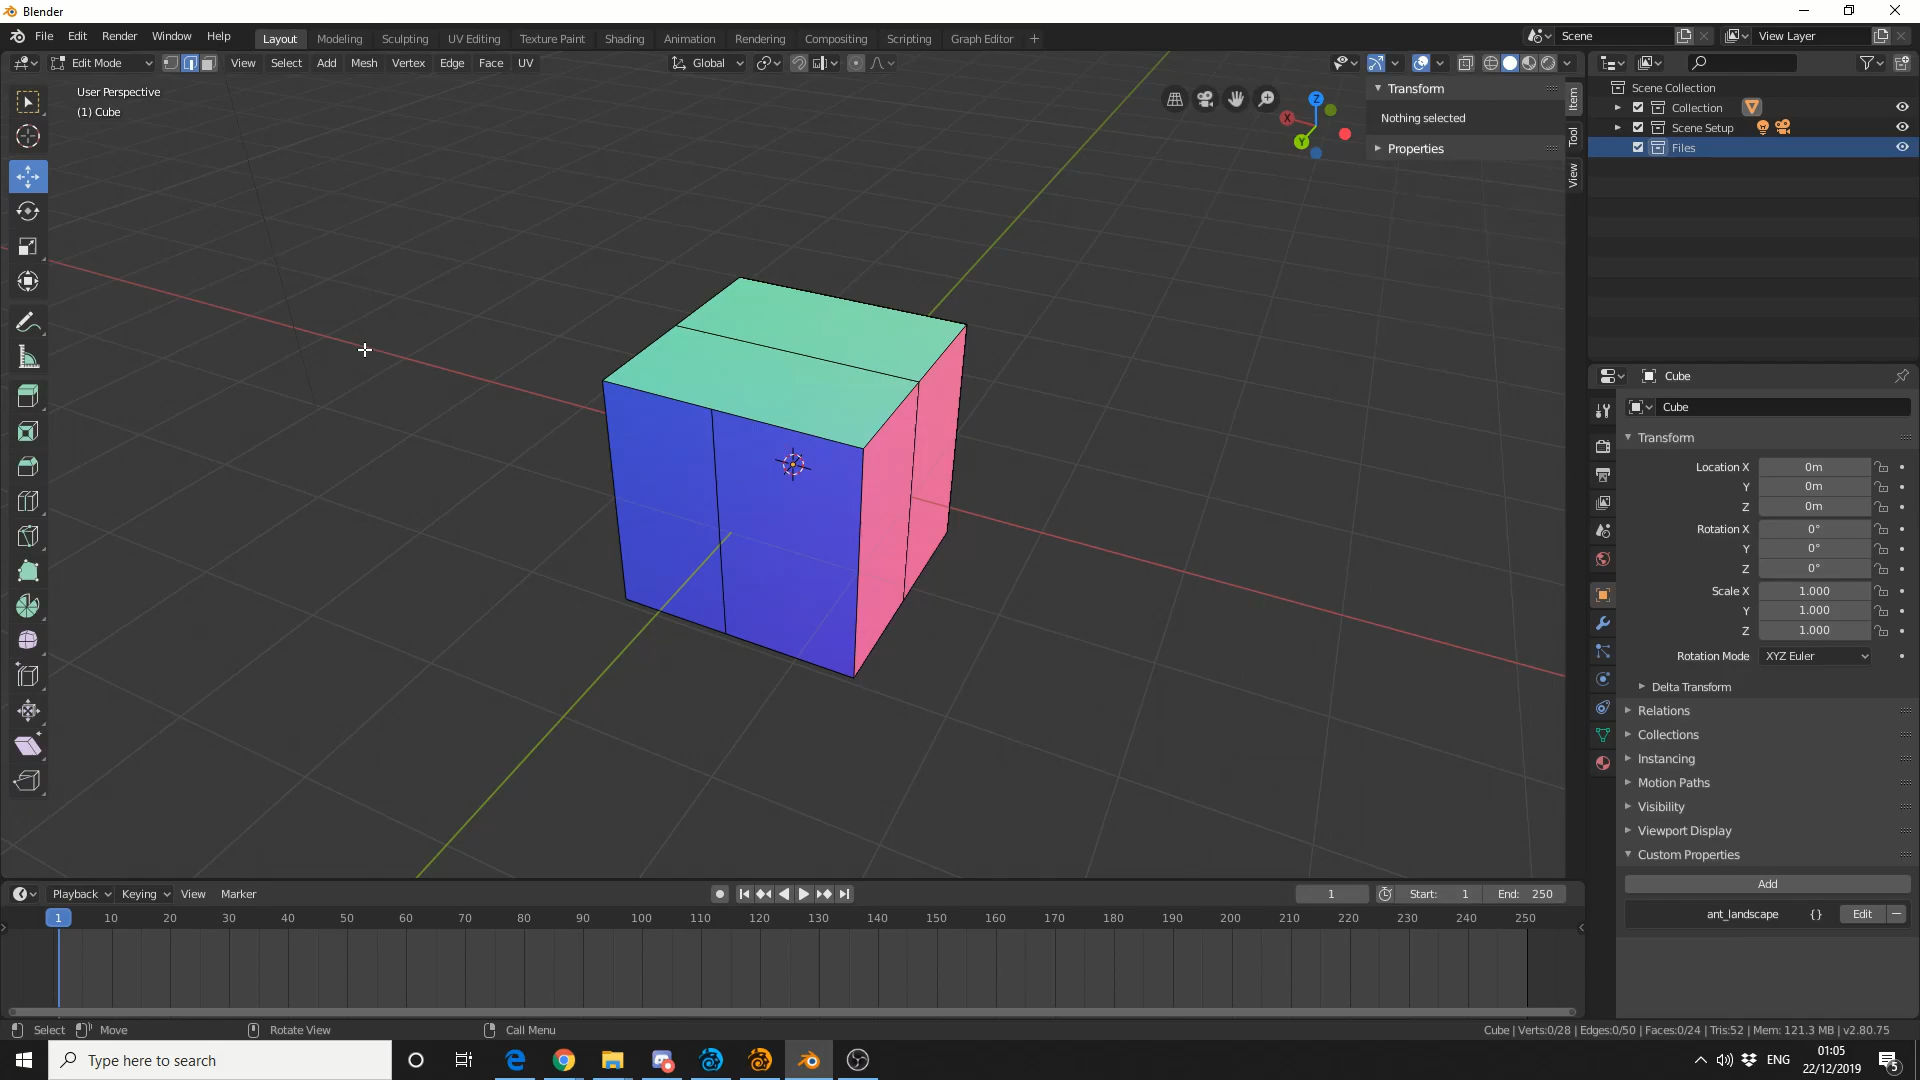 Blender
File Edit Render Window Help
Layout Modeling Sculpting UV Editing Texture Paint Shading Animation Rendering Compositing Scripting Graph Editor +
Scene
View Layer
Edit Mode View Select Add Mesh Vertex Edge Face UV
Global
User Perspective
(1) Cube
Z
X
Y
Transform
Nothing selected
Properties
Item
Tool
View
Scene Collection
Collection
Scene Setup
Files
Cube
Cube
Transform
Location X 0m
Y 0m
Z 0m
Rotation X 0°
Y 0°
Z 0°
Scale X 1.000
Y 1.000
Z 1.000
Rotation Mode XYZ Euler
Delta Transform
Relations
Collections
Instancing
Motion Paths
Visibility
Viewport Display
Custom Properties
Add
ant_landscape {} Edit
Playback Keying View Marker
1 Start: 1 End: 250
1 10 20 30 40 50 60 70 80 90 100 110 120 130 140 150 160 170 180 190 200 210 220 230 240 250
Select Move Rotate View Call Menu
Cube | Verts:0/28 | Edges:0/50 | Faces:0/24 | Tris:52 | Mem: 121.3 MB | v2.80.75
Type here to search
ENG
01:05
22/12/2019
5